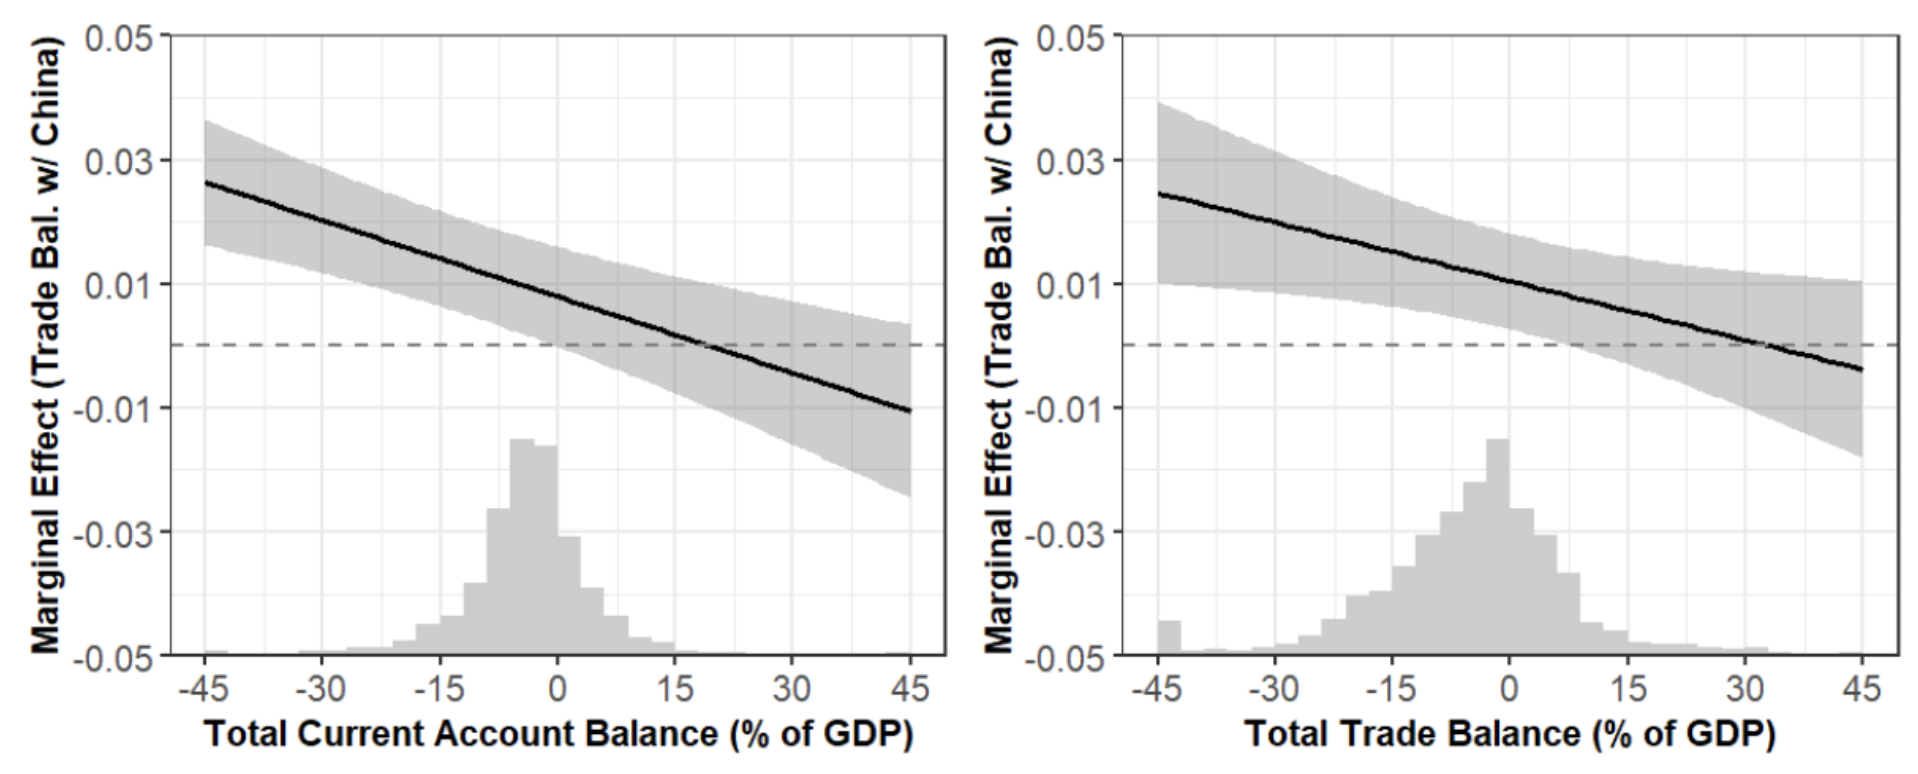 Marginal Effect (Trade Bal. w/ China)
0.05
0.03
0.01
-0.01
-0.03
-0.05
-45 -30 -15 0 15 30 45
Total Current Account Balance (% of GDP)
Marginal Effect (Trade Bal. w/ China)
0.05
0.03
0.01
-0.01
-0.03
-0.05
-45 -30 -15 0 15 30 45
Total Trade Balance (% of GDP)